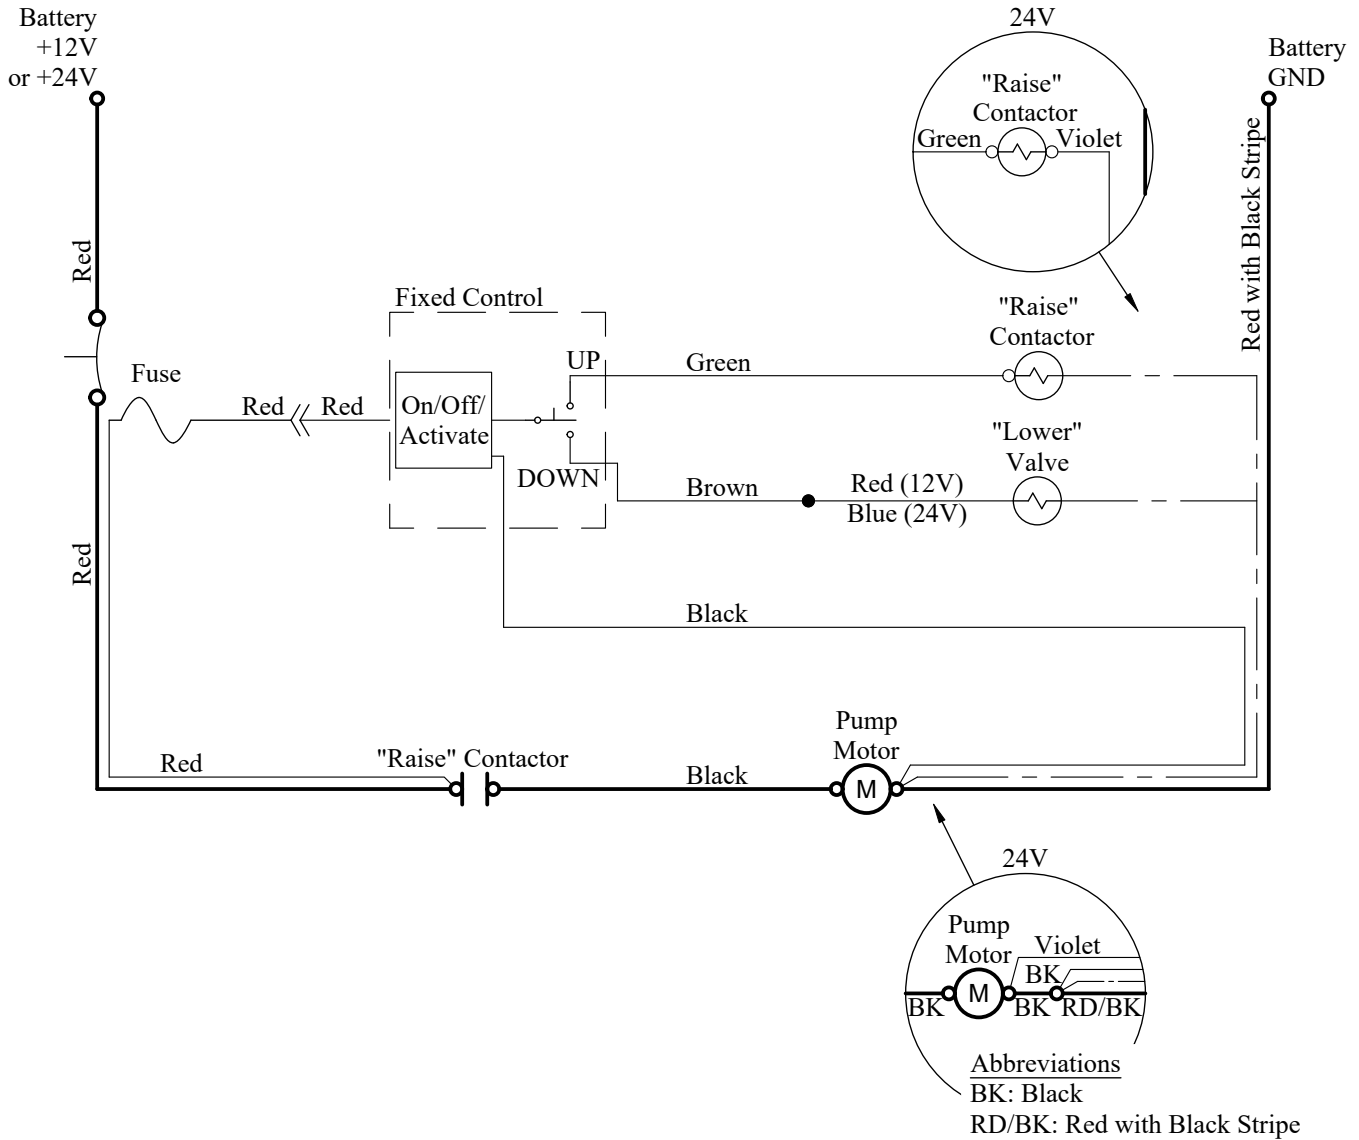 Battery
+12V
or +24V
24V
Battery
GND
"Raise"
Contactor
Green
Violet
Red with Black Stripe
Red
Fixed Control
"Raise"
Contactor
UP
Green
Fuse
Red
Red
On/Off/
Activate
DOWN
"Lower"
Valve
Brown
Red (12V)
Blue (24V)
Red
Black
Pump
Motor
Red
"Raise" Contactor
Black
M
24V
Pump
Motor
Violet
BK
M
BK
BK
RD/BK
Abbreviations
BK: Black
RD/BK: Red with Black Stripe